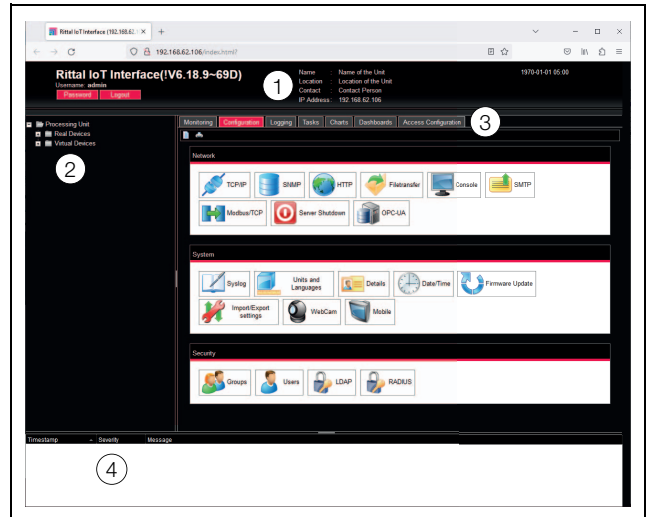 Rittal IoT Interface (192.168.62.1
192.168.62.106/index.html?
Rittal IoT Interface(!V6.18.9~69D)
Username: admin
Password Logout
1
Name : Name of the Unit
Location : Location of the Unit
Contact : Contact Person
IP Address : 192.168.62.106
1970-01-01 05:00
Processing Unit
Real Devices
Virtual Devices
2
Monitoring Configuration Logging Tasks Charts Dashboards Access Configuration
3
Network
TCP/IP SNMP HTTP Filetransfer Console SMTP
Modbus/TCP Server Shutdown OPC-UA
System
Syslog Units and Languages Details Date/Time Firmware Update
Import/Export settings WebCam Mobile
Security
Groups Users LDAP RADIUS
Timestamp Severity Message
4